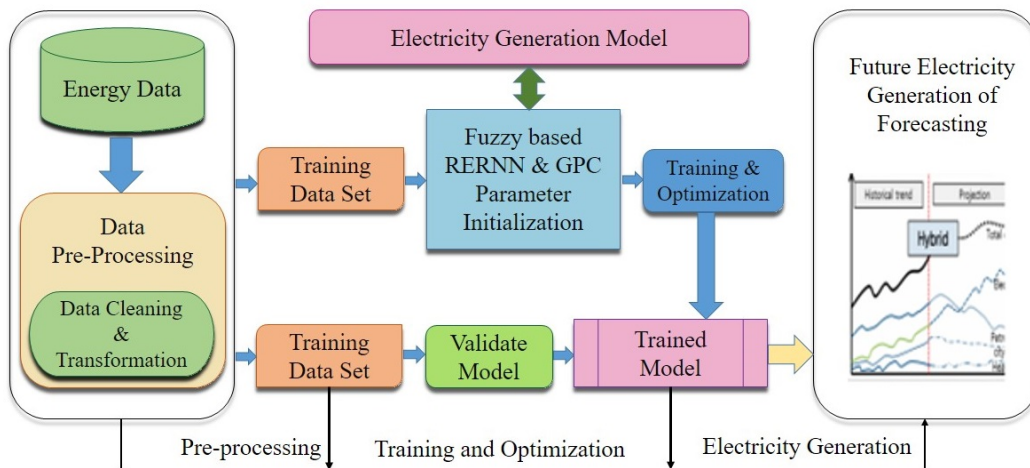 Energy Data
Data
Pre-Processing
Data Cleaning
&
Transformation
Electricity Generation Model
Training
Data Set
Fuzzy based
RERNN & GPC
Parameter
Initialization
Training &
Optimization
Training
Data Set
Validate
Model
Trained
Model
Future Electricity
Generation of
Forecasting
Historical trend
Projection
Hybrid
Total
Pre-processing
Training and Optimization
Electricity Generation